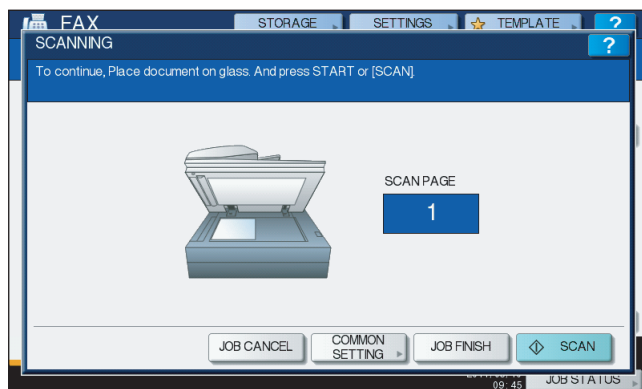 FAX
STORAGE
SETTINGS
TEMPLATE
?
SCANNING
?
To continue, Place document on glass. And press START or [SCAN].
SCAN PAGE
1
JOB CANCEL
COMMON
SETTING
JOB FINISH
SCAN
09:45
JOB STATUS